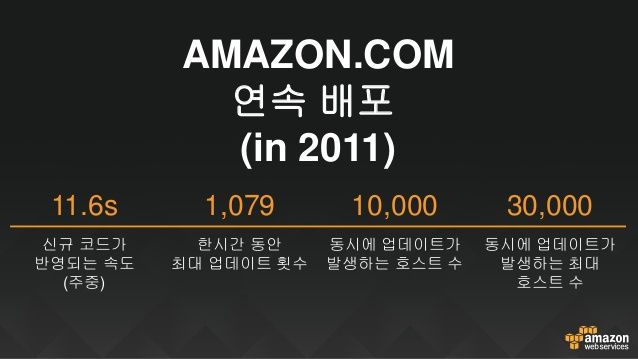 AMAZON.COM
연속 배포
(in 2011)
11.6s
1,079
10,000
30,000
신규 코드가
반영되는 속도
(주중)
한시간 동안
최대 업데이트 횟수
동시에 업데이트가
발생하는 호스트 수
동시에 업데이트가
발생하는 최대
호스트 수
amazon
webservices